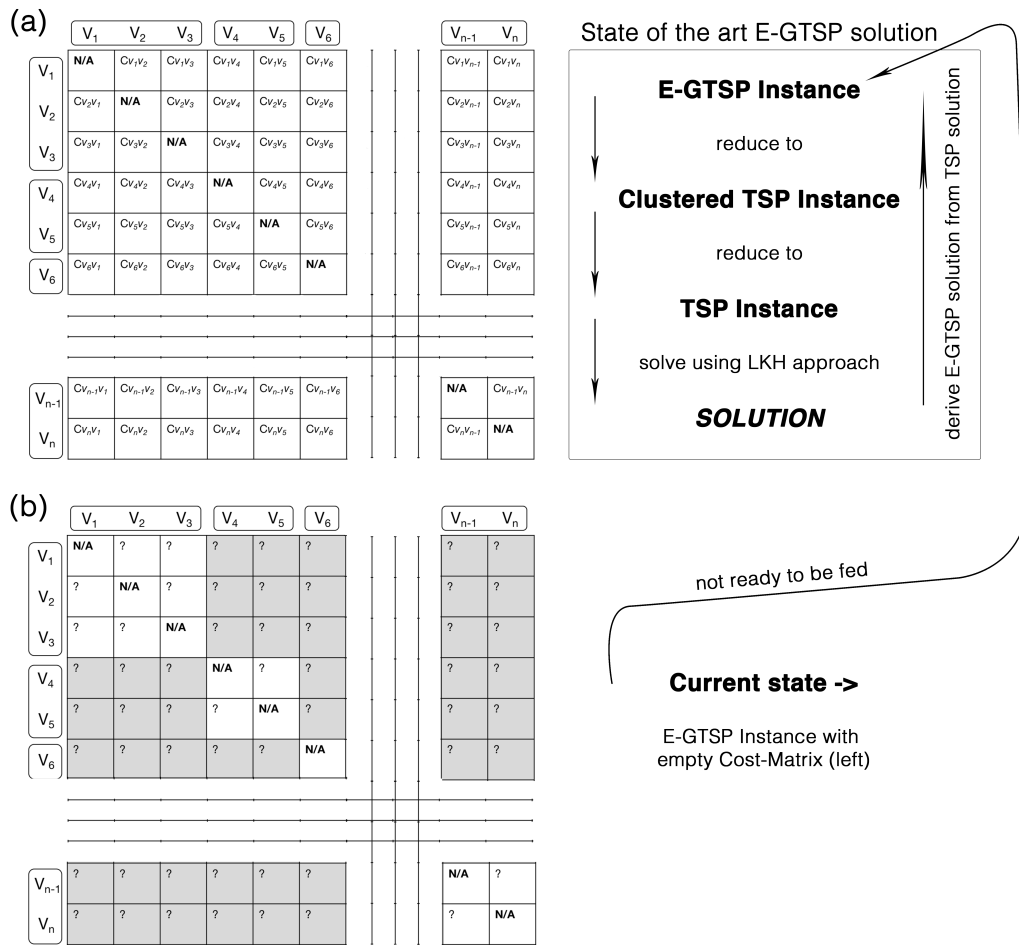 (a)
V1 V2 V3 V4 V5 V6 Vn-1 Vn
V1 N/A Cv1v2 Cv1v3 Cv1v4 Cv1v5 Cv1v6 Cv1vn-1 Cv1vn
V2 Cv2v1 N/A Cv2v3 Cv2v4 Cv2v5 Cv2v6 Cv2vn-1 Cv2vn
V3 Cv3v1 Cv3v2 N/A Cv3v4 Cv3v5 Cv3v6 Cv3vn-1 Cv3vn
V4 Cv4v1 Cv4v2 Cv4v3 N/A Cv4v5 Cv4v6 Cv4vn-1 Cv4vn
V5 Cv5v1 Cv5v2 Cv5v3 Cv5v4 N/A Cv5v6 Cv5vn-1 Cv5vn
V6 Cv6v1 Cv6v2 Cv6v3 Cv6v4 Cv6v5 N/A Cv6vn-1 Cv6vn
Vn-1 Cvn-1v1 Cvn-1v2 Cvn-1v3 Cvn-1v4 Cvn-1v5 Cvn-1v6 N/A Cvn-1vn
Vn Cvnv1 Cvnv2 Cvnv3 Cvnv4 Cvnv5 Cvnv6 Cvnvn-1 N/A
State of the art E-GTSP solution
E-GTSP Instance
reduce to
Clustered TSP Instance
reduce to
TSP Instance
solve using LKH approach
SOLUTION
derive E-GTSP solution from TSP solution
(b)
V1 V2 V3 V4 V5 V6 Vn-1 Vn
V1 N/A ? ? ? ? ? ? ?
V2 ? N/A ? ? ? ? ? ?
V3 ? ? N/A ? ? ? ? ?
V4 ? ? ? N/A ? ? ? ?
V5 ? ? ? ? N/A ? ? ?
V6 ? ? ? ? ? N/A ? ?
Vn-1 ? ? ? ? ? ? N/A ?
Vn ? ? ? ? ? ? ? N/A
not ready to be fed
Current state ->
E-GTSP Instance with
empty Cost-Matrix (left)